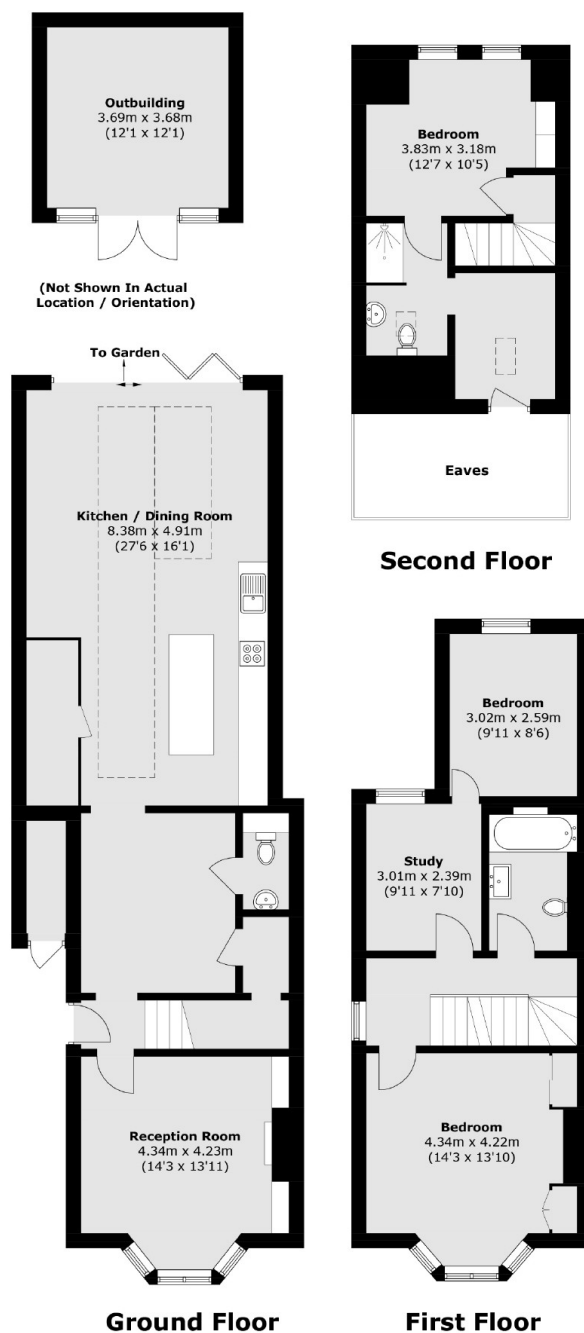 Outbuilding
3.69m x 3.68m
(12'1 x 12'1)
(Not Shown In Actual
Location / Orientation)
To Garden
Kitchen / Dining Room
8.38m x 4.91m
(27'6 x 16'1)
Reception Room
4.34m x 4.23m
(14'3 x 13'11)
Ground Floor
Bedroom
3.83m x 3.18m
(12'7 x 10'5)
Eaves
Second Floor
Bedroom
3.02m x 2.59m
(9'11 x 8'6)
Study
3.01m x 2.39m
(9'11 x 7'10)
Bedroom
4.34m x 4.22m
(14'3 x 13'10)
First Floor